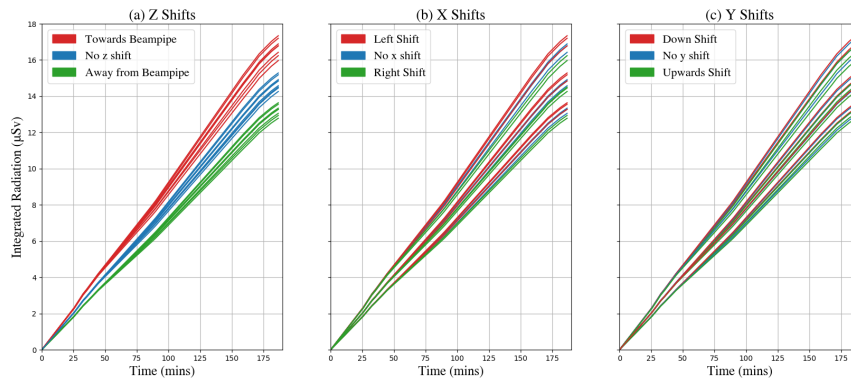 (a) Z Shifts
(b) X Shifts
(c) Y Shifts
18
16
14
12
10
8
6
4
2
0
Integrated Radiation (µSv)
Towards Beampipe
No z shift
Away from Beampipe
Left Shift
No x shift
Right Shift
Down Shift
No y shift
Upwards Shift
0 25 50 75 100 125 150 175
0 25 50 75 100 125 150 175
0 25 50 75 100 125 150 175
Time (mins)
Time (mins)
Time (mins)